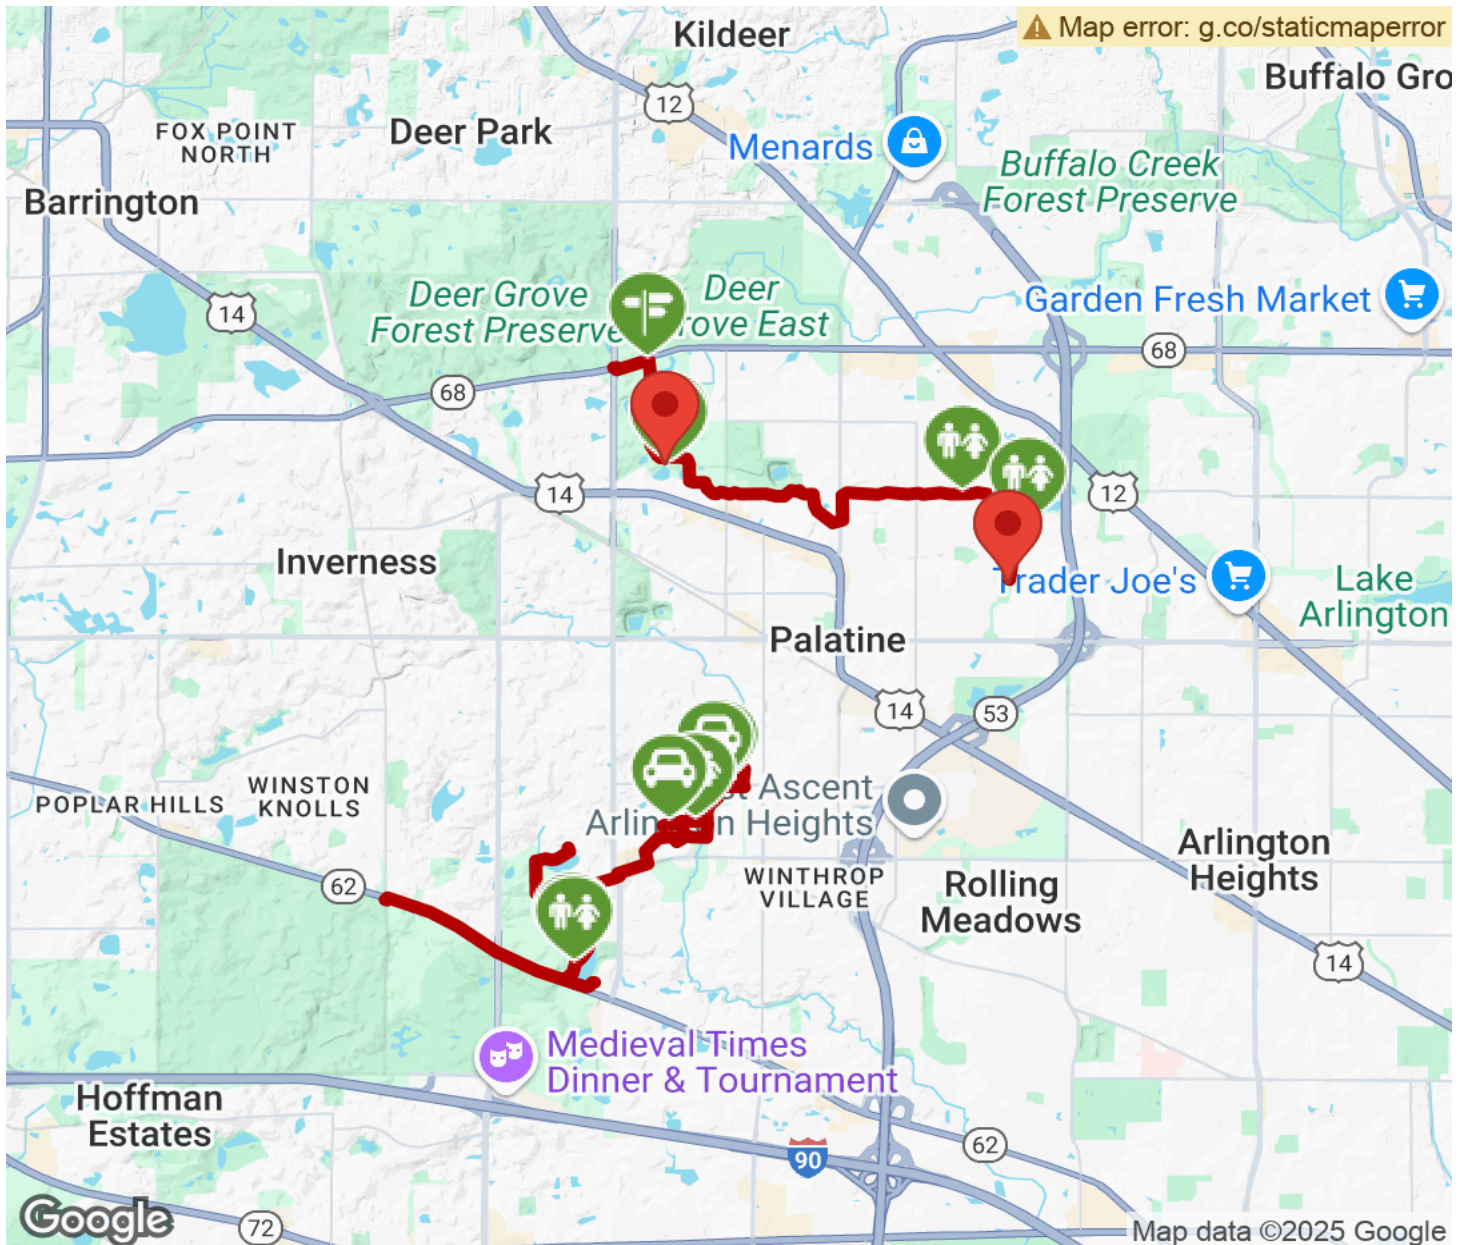 Kildeer
Map error: g.co/staticmaperror
Buffalo Gro
12
FOX POINT
NORTH
Deer Park
Menards
Buffalo Creek
Forest Preserve
Barrington
14
Deer Grove
Forest Preserve
Deer
rove East
Garden Fresh Market
68
68
14
12
Inverness
Trader Joe's
Lake
Arlington
Palatine
14
53
WINSTON
KNOLLS
POPLAR HILLS
st Ascent
Arlington Heights
62
WINTHROP
VILLAGE
Rolling
Meadows
Arlington
Heights
14
Medieval Times
Dinner & Tournament
Hoffman
Estates
62
90
Google
72
Map data ©2025 Google